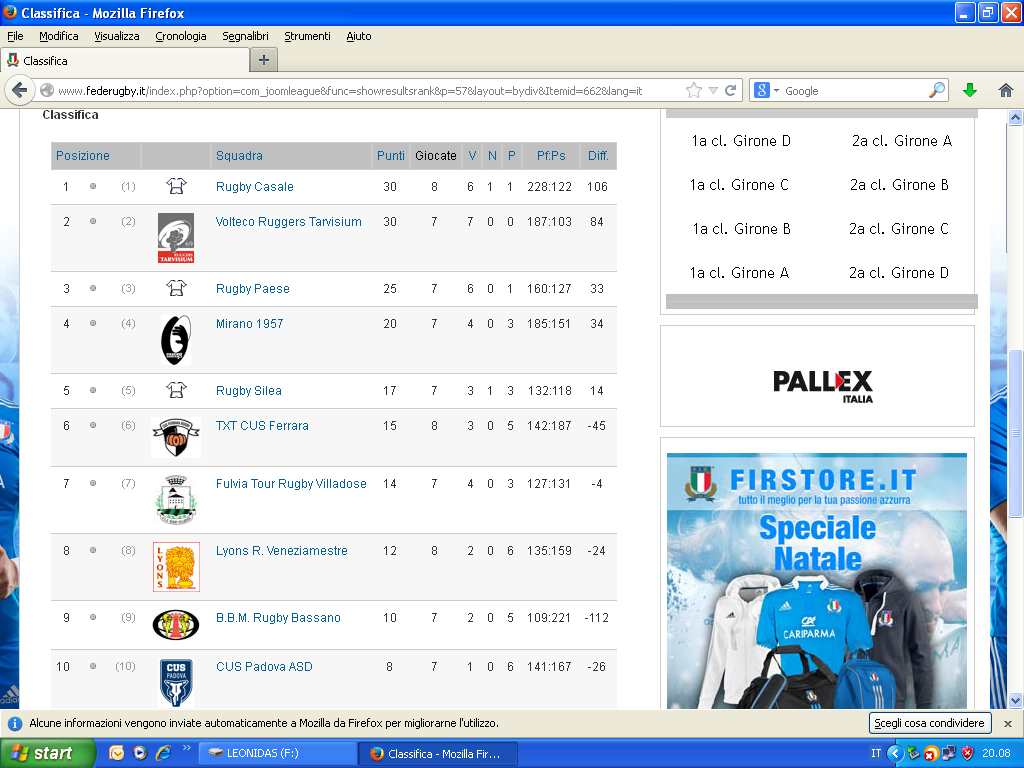 Classifica - Mozilla Firefox
File Modifica Visualizza Cronologia Segnalibri Strumenti Aiuto
Classifica
www.federugby.it/index.php?option=com_joomleague&func=showresultsrank&p=57&layout=bydiv&Itemid=662&lang=it
Google
Classifica
Posizione Squadra Punti Giocate V N P Pf:Ps Diff.
1 (1) Rugby Casale 30 8 6 1 1 228:122 106
2 (2) Volteco Ruggers Tarvisium 30 7 7 0 0 187:103 84
69
RUGGERS
TARVISIUM
3 (3) Rugby Paese 25 7 6 0 1 160:127 33
4 (4) Mirano 1957 20 7 4 0 3 185:151 34
5 (5) Rugby Silea 17 7 3 1 3 132:118 14
6 (6) TXT CUS Ferrara 15 8 3 0 5 142:187 -45
7 (7) Fulvia Tour Rugby Villadose 14 7 4 0 3 127:131 -4
8 (8) Lyons R. Veneziamestre 12 8 2 0 6 135:159 -24
LYONS
9 (9) B.B.M. Rugby Bassano 10 7 2 0 5 109:221 -112
10 (10) CUS Padova ASD 8 7 1 0 6 141:167 -26
CUS
PADOVA
1a cl. Girone D 2a cl. Girone A
1a cl. Girone C 2a cl. Girone B
1a cl. Girone B 2a cl. Girone C
1a cl. Girone A 2a cl. Girone D
PALLEX
ITALIA
FIRSTORE.IT
tutto il meglio per la tua passione azzurra
Speciale
Natale
CA
CARIPARMA
adidas
Alcune informazioni vengono inviate automaticamente a Mozilla da Firefox per migliorarne l'utilizzo.
Scegli cosa condividere
start
LEONIDAS (F:)
Classifica - Mozilla Fir...
IT
20.08